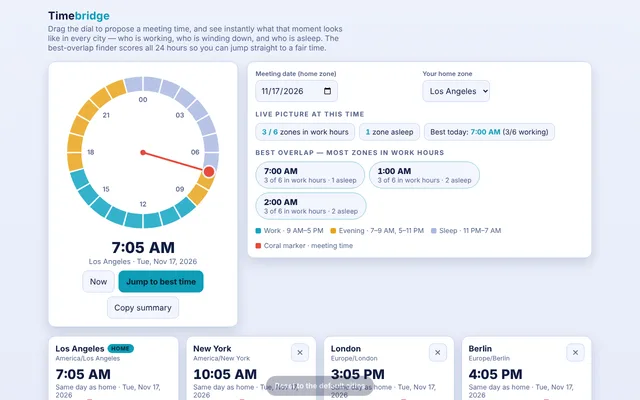 Timebridge
Drag the dial to propose a meeting time, and see instantly what that moment looks
like in every city — who is working, who is winding down, and who is asleep. The
best-overlap finder scores all 24 hours so you can jump straight to a fair time.
00
03
06
09
12
15
18
21
7:05 AM
Los Angeles · Tue, Nov 17, 2026
Now
Jump to best time
Copy summary
Meeting date (home zone)
11/17/2026
Your home zone
Los Angeles
LIVE PICTURE AT THIS TIME
3 / 6 zones in work hours
1 zone asleep
Best today: 7:00 AM (3/6 working)
BEST OVERLAP — MOST ZONES IN WORK HOURS
7:00 AM
3 of 6 in work hours · 1 asleep
1:00 AM
3 of 6 in work hours · 2 asleep
2:00 AM
3 of 6 in work hours · 2 asleep
Work · 9 AM–5 PM
Evening · 7–9 AM, 5–11 PM
Sleep · 11 PM–7 AM
Coral marker · meeting time
Los Angeles HOME
America/Los Angeles
7:05 AM
Same day as home · Tue, Nov 17,
2026
New York
America/New York
×
10:05 AM
Same day as home · Tue, Nov 17,
2026
London
Europe/London
×
3:05 PM
Same day as home · Tue, Nov 17,
2026
Berlin
Europe/Berlin
×
4:05 PM
Same day as home · Tue, Nov 17,
2026